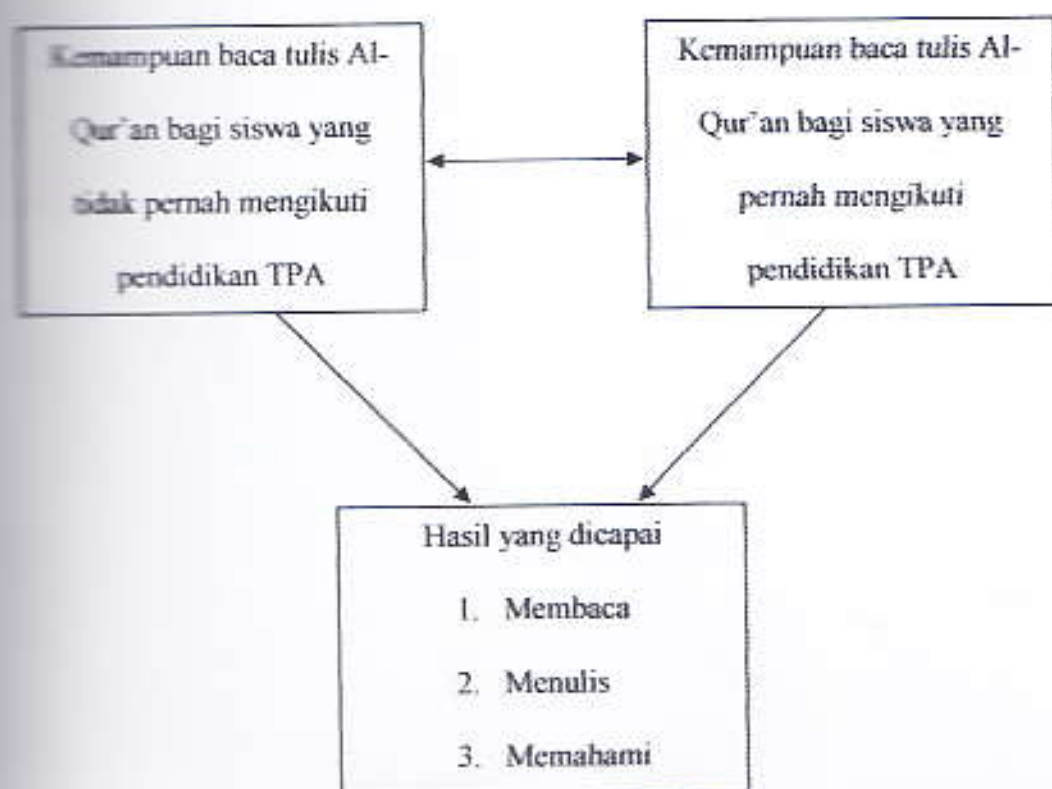 Kemampuan baca tulis Al-
Qur'an bagi siswa yang
tidak pernah mengikuti
pendidikan TPA
Kemampuan baca tulis Al-
Qur'an bagi siswa yang
pernah mengikuti
pendidikan TPA
Hasil yang dicapai
1. Membaca
2. Menulis
3. Memahami